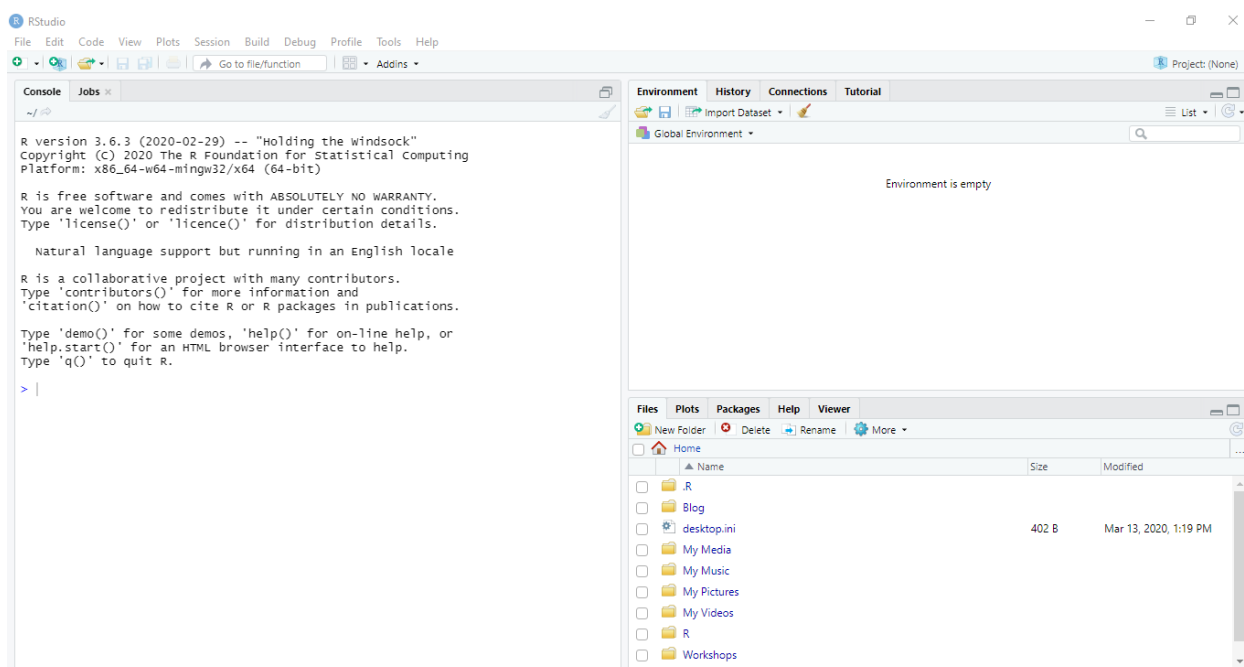 RStudio
File Edit Code View Plots Session Build Debug Profile Tools Help
Go to file/function Addins Project: (None)
Console Jobs
~/
R version 3.6.3 (2020-02-29) -- "Holding the Windsock"
Copyright (C) 2020 The R Foundation for Statistical Computing
Platform: x86_64-w64-mingw32/x64 (64-bit)
R is free software and comes with ABSOLUTELY NO WARRANTY.
You are welcome to redistribute it under certain conditions.
Type 'license()' or 'licence()' for distribution details.
Natural language support but running in an English locale
R is a collaborative project with many contributors.
Type 'contributors()' for more information and
'citation()' on how to cite R or R packages in publications.
Type 'demo()' for some demos, 'help()' for on-line help, or
'help.start()' for an HTML browser interface to help.
Type 'q()' to quit R.
>
Environment History Connections Tutorial
Import Dataset List
Global Environment
Environment is empty
Files Plots Packages Help Viewer
New Folder Delete Rename More
Home
Name Size Modified
.R
Blog
desktop.ini 402 B Mar 13, 2020, 1:19 PM
My Media
My Music
My Pictures
My Videos
R
Workshops